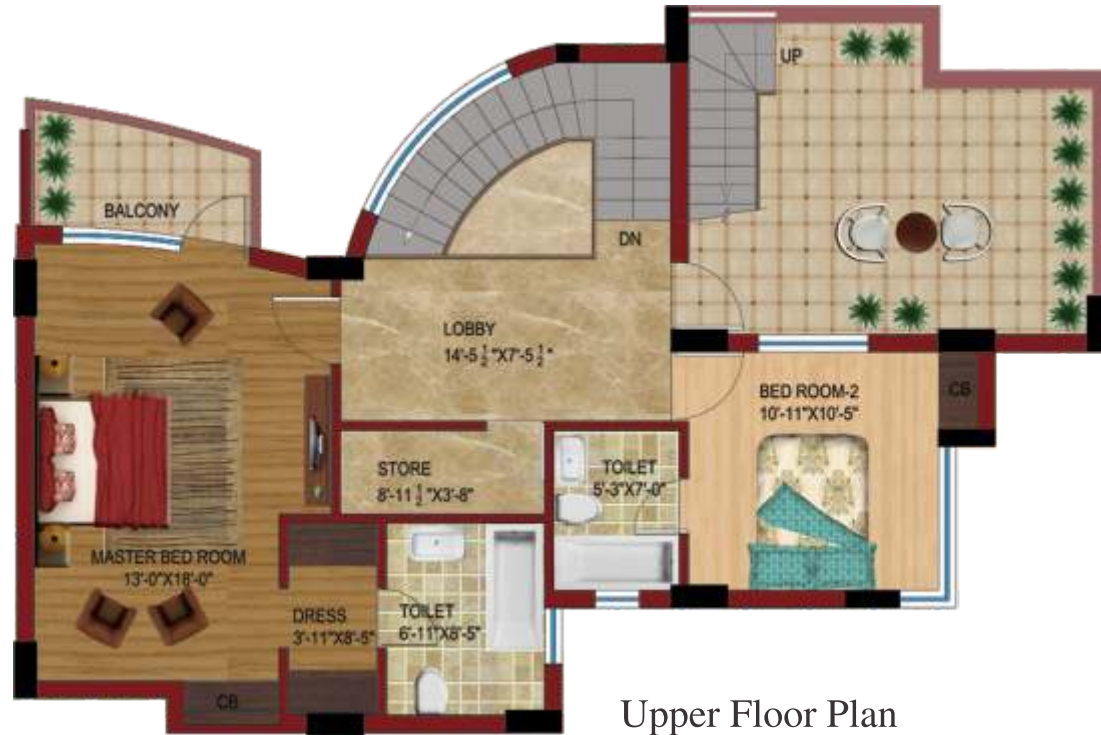 UP
BALCONY
DN
LOBBY
14'-5 1/2"X7'-5 1/2"
BED ROOM-2
10'-11"X10'-5"
CB
STORE
8'-11 1/2"X3'-8"
TOILET
5'-3"X7'-0"
MASTER BED ROOM
13'-0"X18'-0"
DRESS
3'-11"X8'-5"
TOILET
6'-11"X8'-5"
CB
Upper Floor Plan